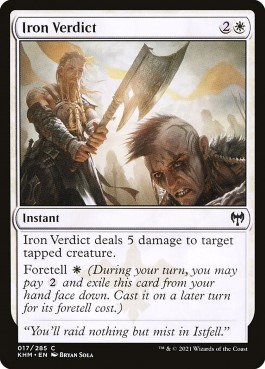 Iron Verdict 2
Instant
Iron Verdict deals 5 damage to target
tapped creature.
Foretell (During your turn, you may
pay 2 and exile this card from your
hand face down. Cast it on a later turn
for its foretell cost.)
"You'll raid nothing but mist in Istfell."
017/285 C
KHM • EN BRYAN SOLA ™ & © 2021 Wizards of the Coast